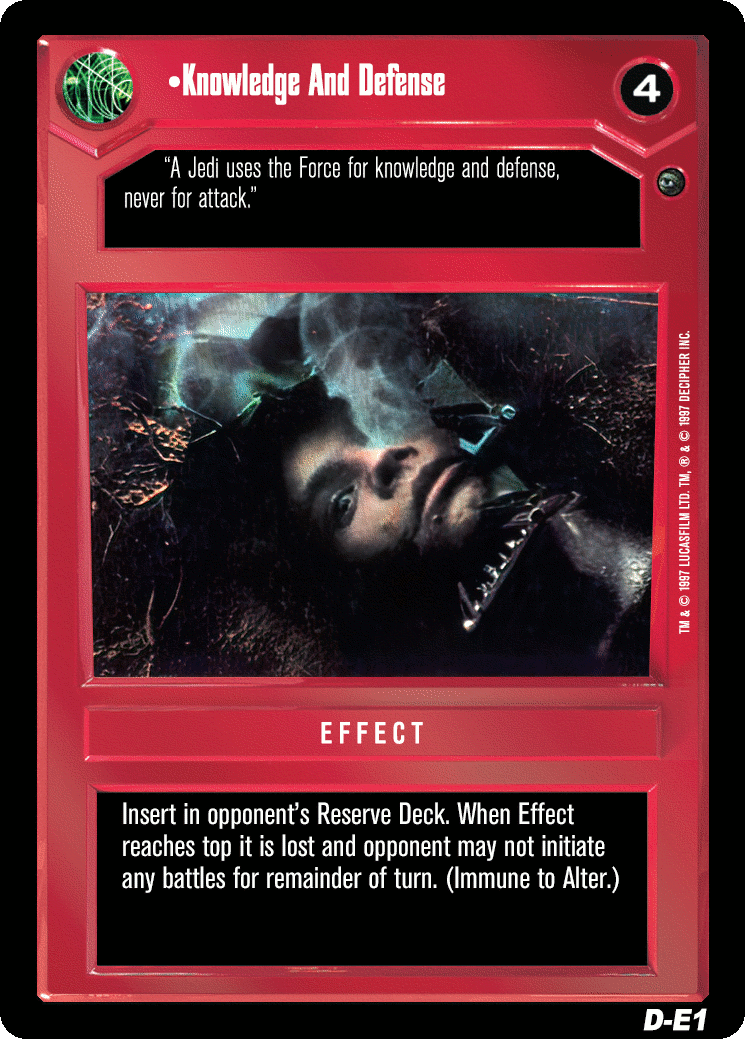 •Knowledge And Defense
4
“A Jedi uses the Force for knowledge and defense,
never for attack.”
TM & © 1997 LUCASFILM LTD. TM, ® & © 1997 DECIPHER INC.
EFFECT
Insert in opponent’s Reserve Deck. When Effect
reaches top it is lost and opponent may not initiate
any battles for remainder of turn. (Immune to Alter.)
D-E1